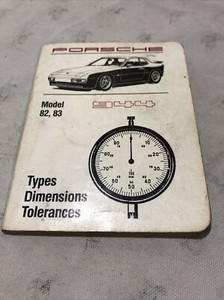 PORSCHE
Model
82, 83
944
Types
Dimensions
Tolerances